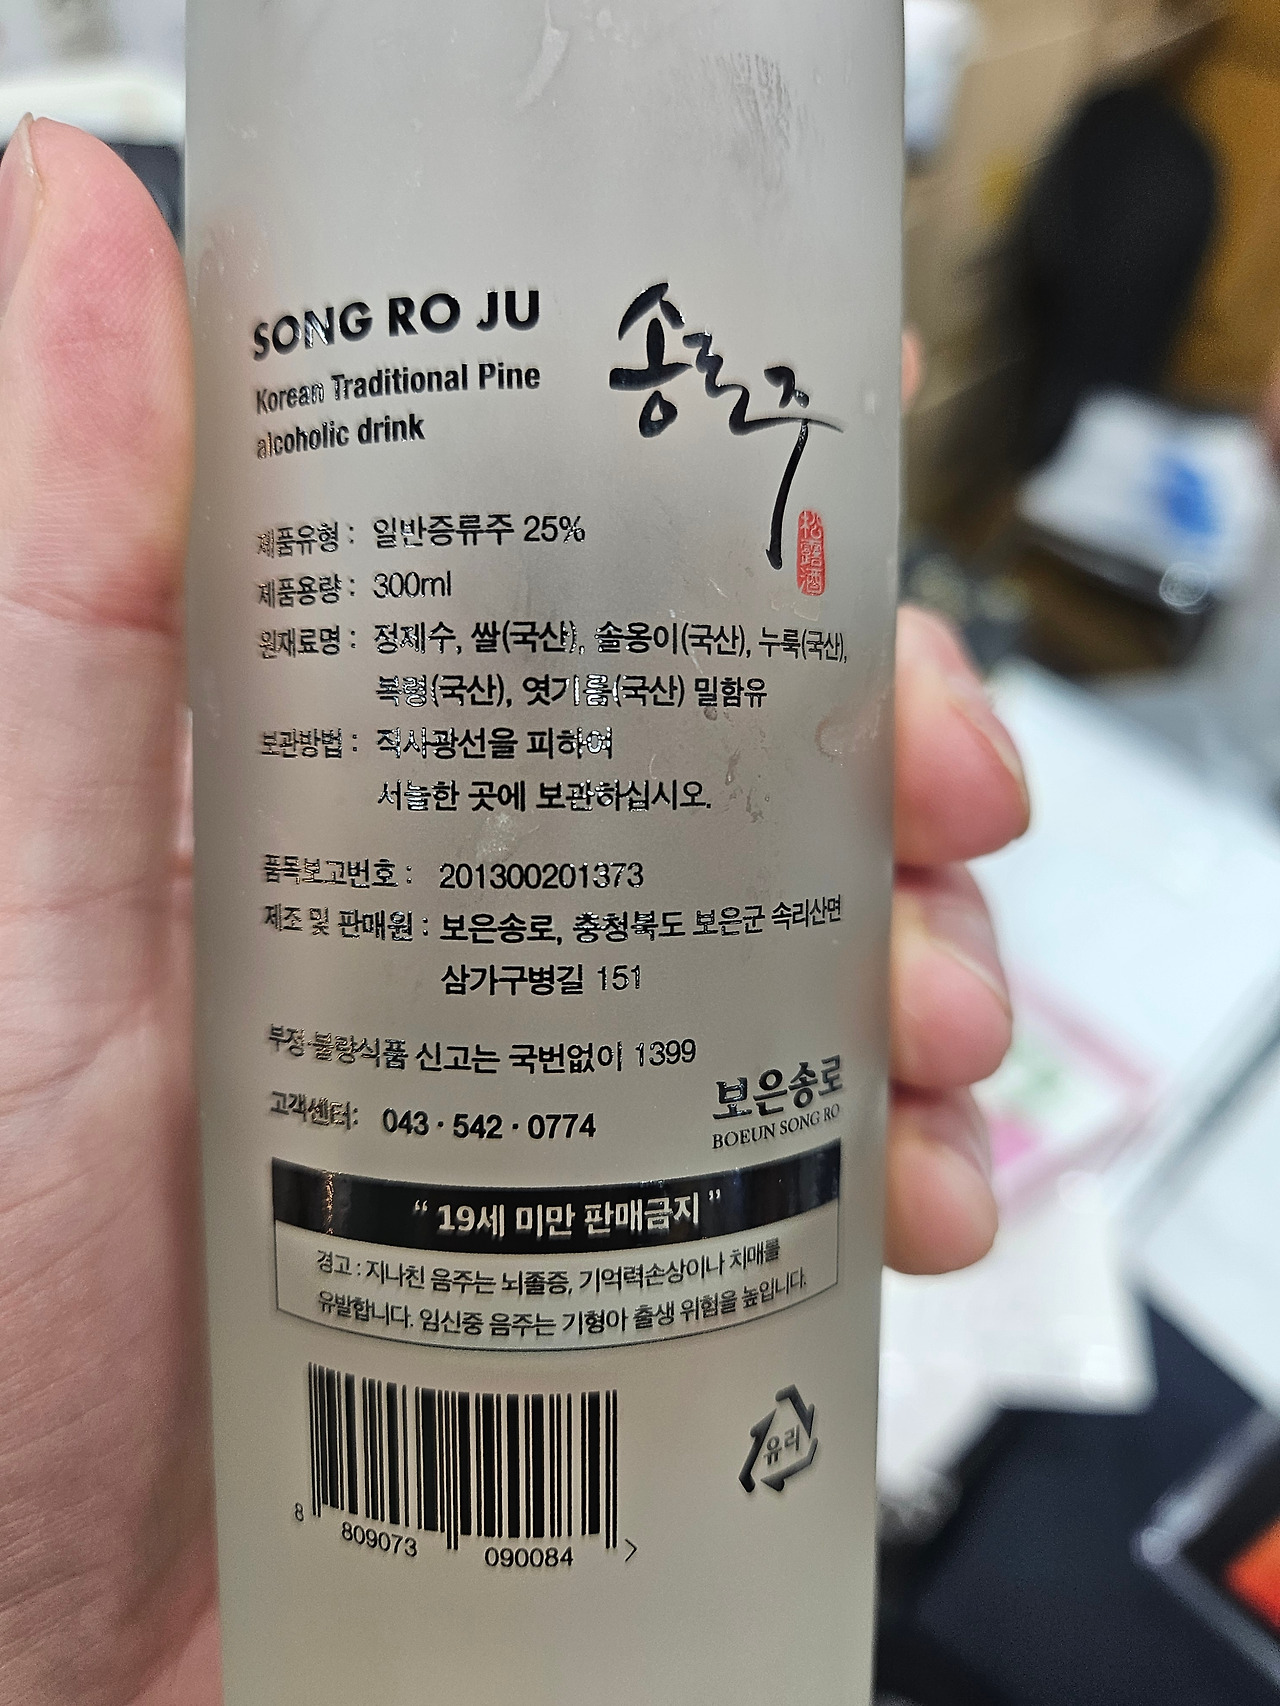 SONG RO JU
Korean Traditional Pine
alcoholic drink
송로주
松露酒
제품유형 : 일반증류주 25%
제품용량 : 300ml
원재료명 : 정제수, 쌀(국산), 솔옹이(국산), 누룩(국산),
복령(국산), 엿기름(국산) 밀함유
보관방법 : 직사광선을 피하여
서늘한 곳에 보관하십시오.
품목보고번호 : 201300201373
제조 및 판매원 : 보은송로, 충청북도 보은군 속리산면
삼가구병길 151
부정·불량식품 신고는 국번없이 1399
고객센터: 043 · 542 · 0774
보은송로
BOEUN SONG RO
“ 19세 미만 판매금지 ”
경고 : 지나친 음주는 뇌졸증, 기억력손상이나 치매를
유발합니다. 임신중 음주는 기형아 출생 위험을 높입니다.
유리
8 809073 090084 >